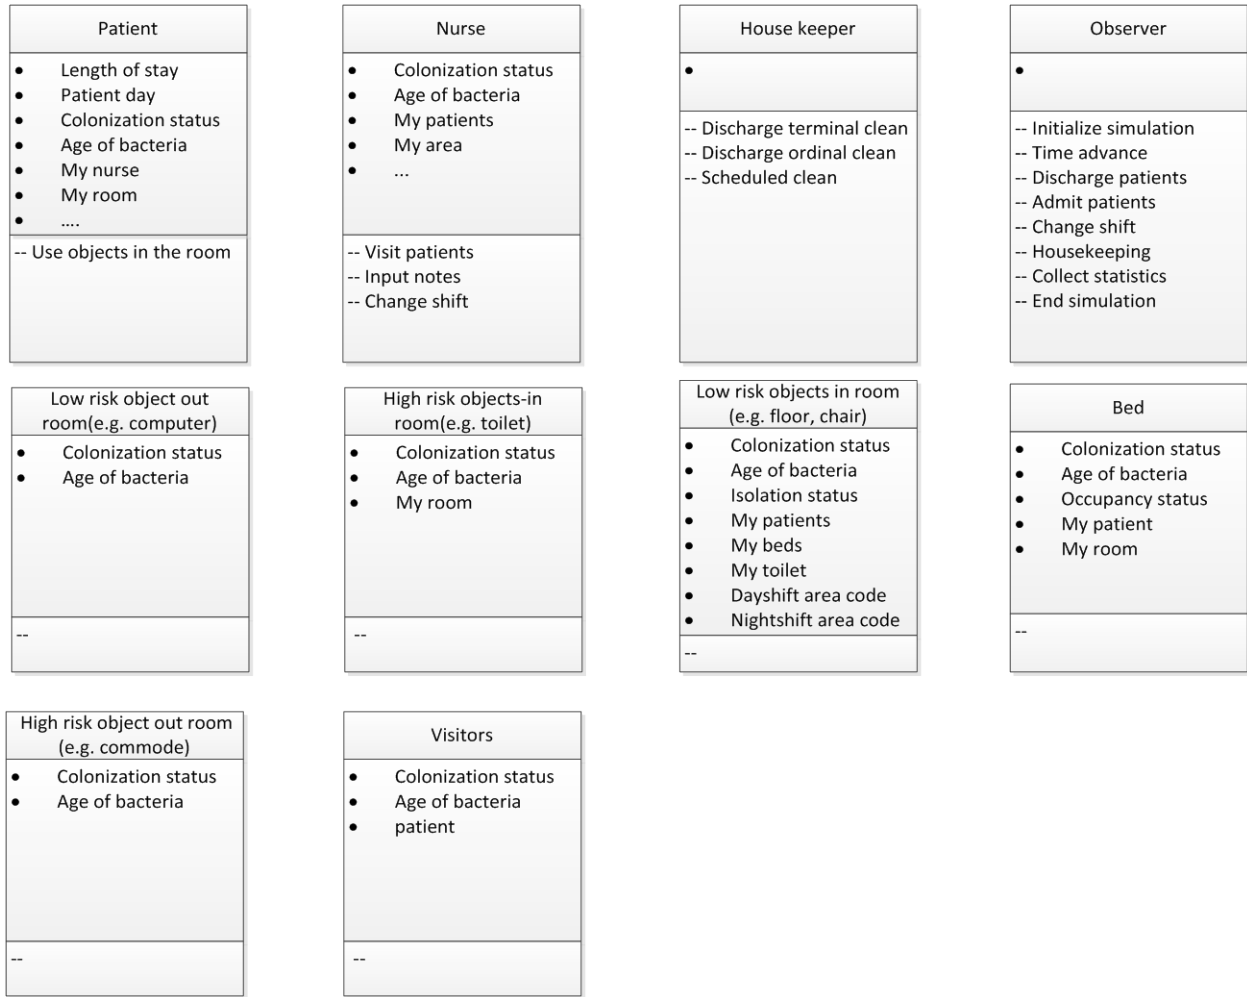 Patient
• Length of stay
• Patient day
• Colonization status
• Age of bacteria
• My nurse
• My room
• ....
-- Use objects in the room
Nurse
• Colonization status
• Age of bacteria
• My patients
• My area
• ...
-- Visit patients
-- Input notes
-- Change shift
House keeper
•
-- Discharge terminal clean
-- Discharge ordinal clean
-- Scheduled clean
Observer
•
-- Initialize simulation
-- Time advance
-- Discharge patients
-- Admit patients
-- Change shift
-- Housekeeping
-- Collect statistics
-- End simulation
Low risk object out
room(e.g. computer)
• Colonization status
• Age of bacteria
--
High risk objects-in
room(e.g. toilet)
• Colonization status
• Age of bacteria
• My room
--
Low risk objects in room
(e.g. floor, chair)
• Colonization status
• Age of bacteria
• Isolation status
• My patients
• My beds
• My toilet
• Dayshift area code
• Nightshift area code
--
Bed
• Colonization status
• Age of bacteria
• Occupancy status
• My patient
• My room
--
High risk object out room
(e.g. commode)
• Colonization status
• Age of bacteria
--
Visitors
• Colonization status
• Age of bacteria
• patient
--